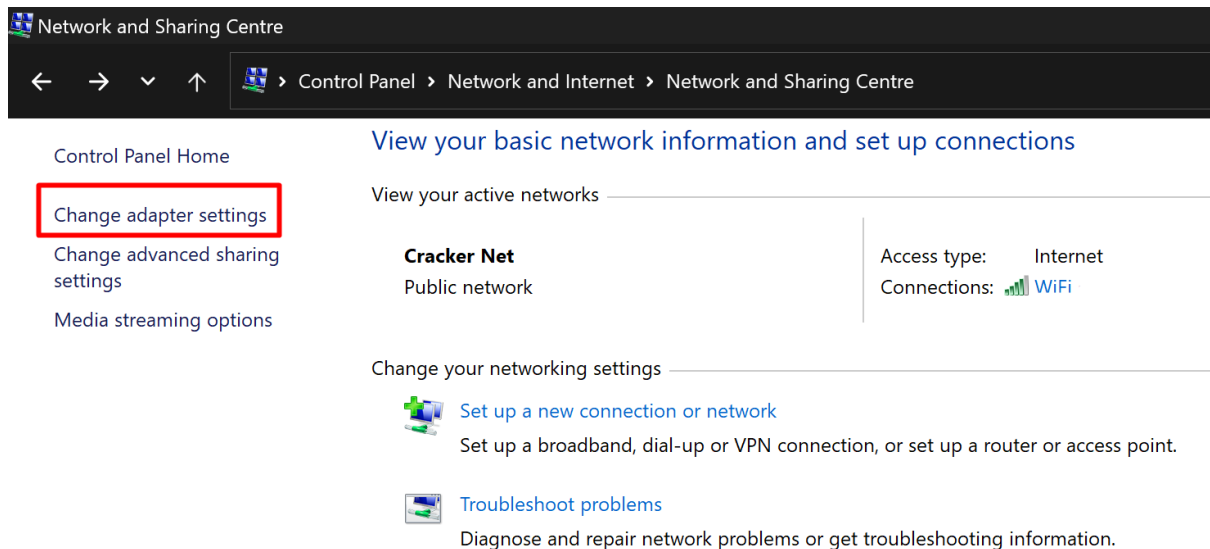 Network and Sharing Centre
Control Panel > Network and Internet > Network and Sharing Centre
Control Panel Home
Change adapter settings
Change advanced sharing
settings
Media streaming options
View your basic network information and set up connections
View your active networks
Cracker Net
Public network
Access type: Internet
Connections: WiFi
Change your networking settings
Set up a new connection or network
Set up a broadband, dial-up or VPN connection, or set up a router or access point.
Troubleshoot problems
Diagnose and repair network problems or get troubleshooting information.